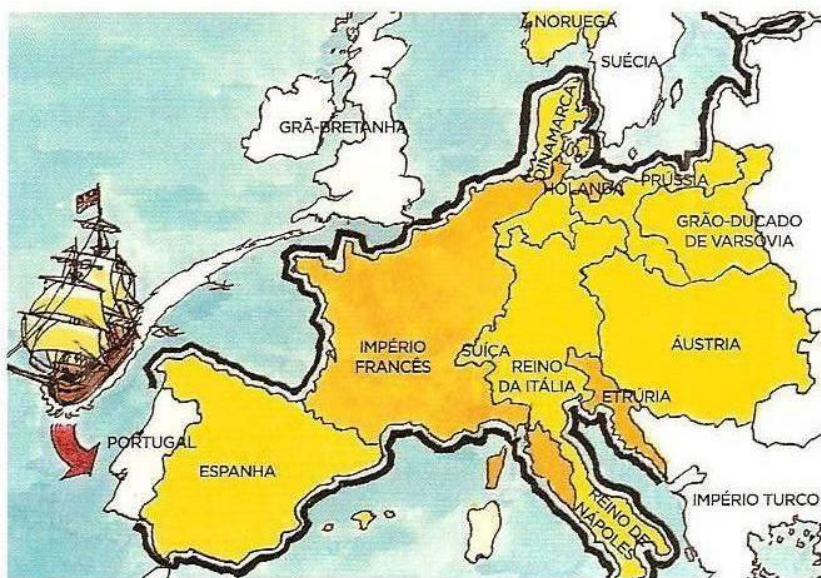 NORUEGA
SUÉCIA
GRÃ-BRETANHA
DINAMARCA
HOLANDA
PRÚSSIA
GRÃO-DUCADO
DE VARSÓVIA
IMPÉRIO
FRANCÊS
SUÍÇA
REINO
DA ITÁLIA
ÁUSTRIA
ETRÚRIA
PORTUGAL
ESPANHA
REINO DE
NÁPOLES
IMPÉRIO TURCO